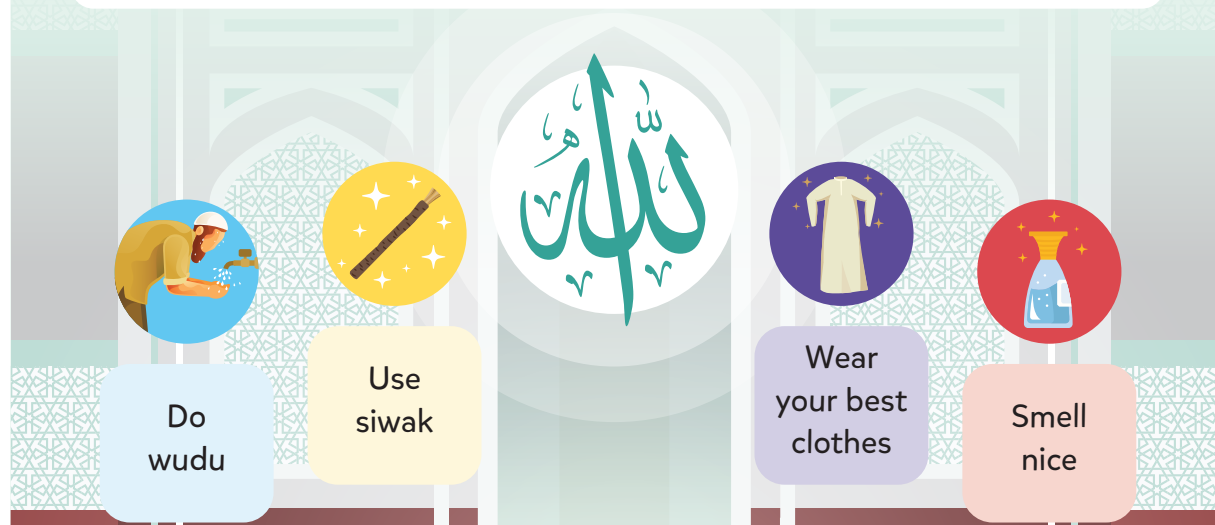 الله
Do
wudu
Use
siwak
Wear
your best
clothes
Smell
nice